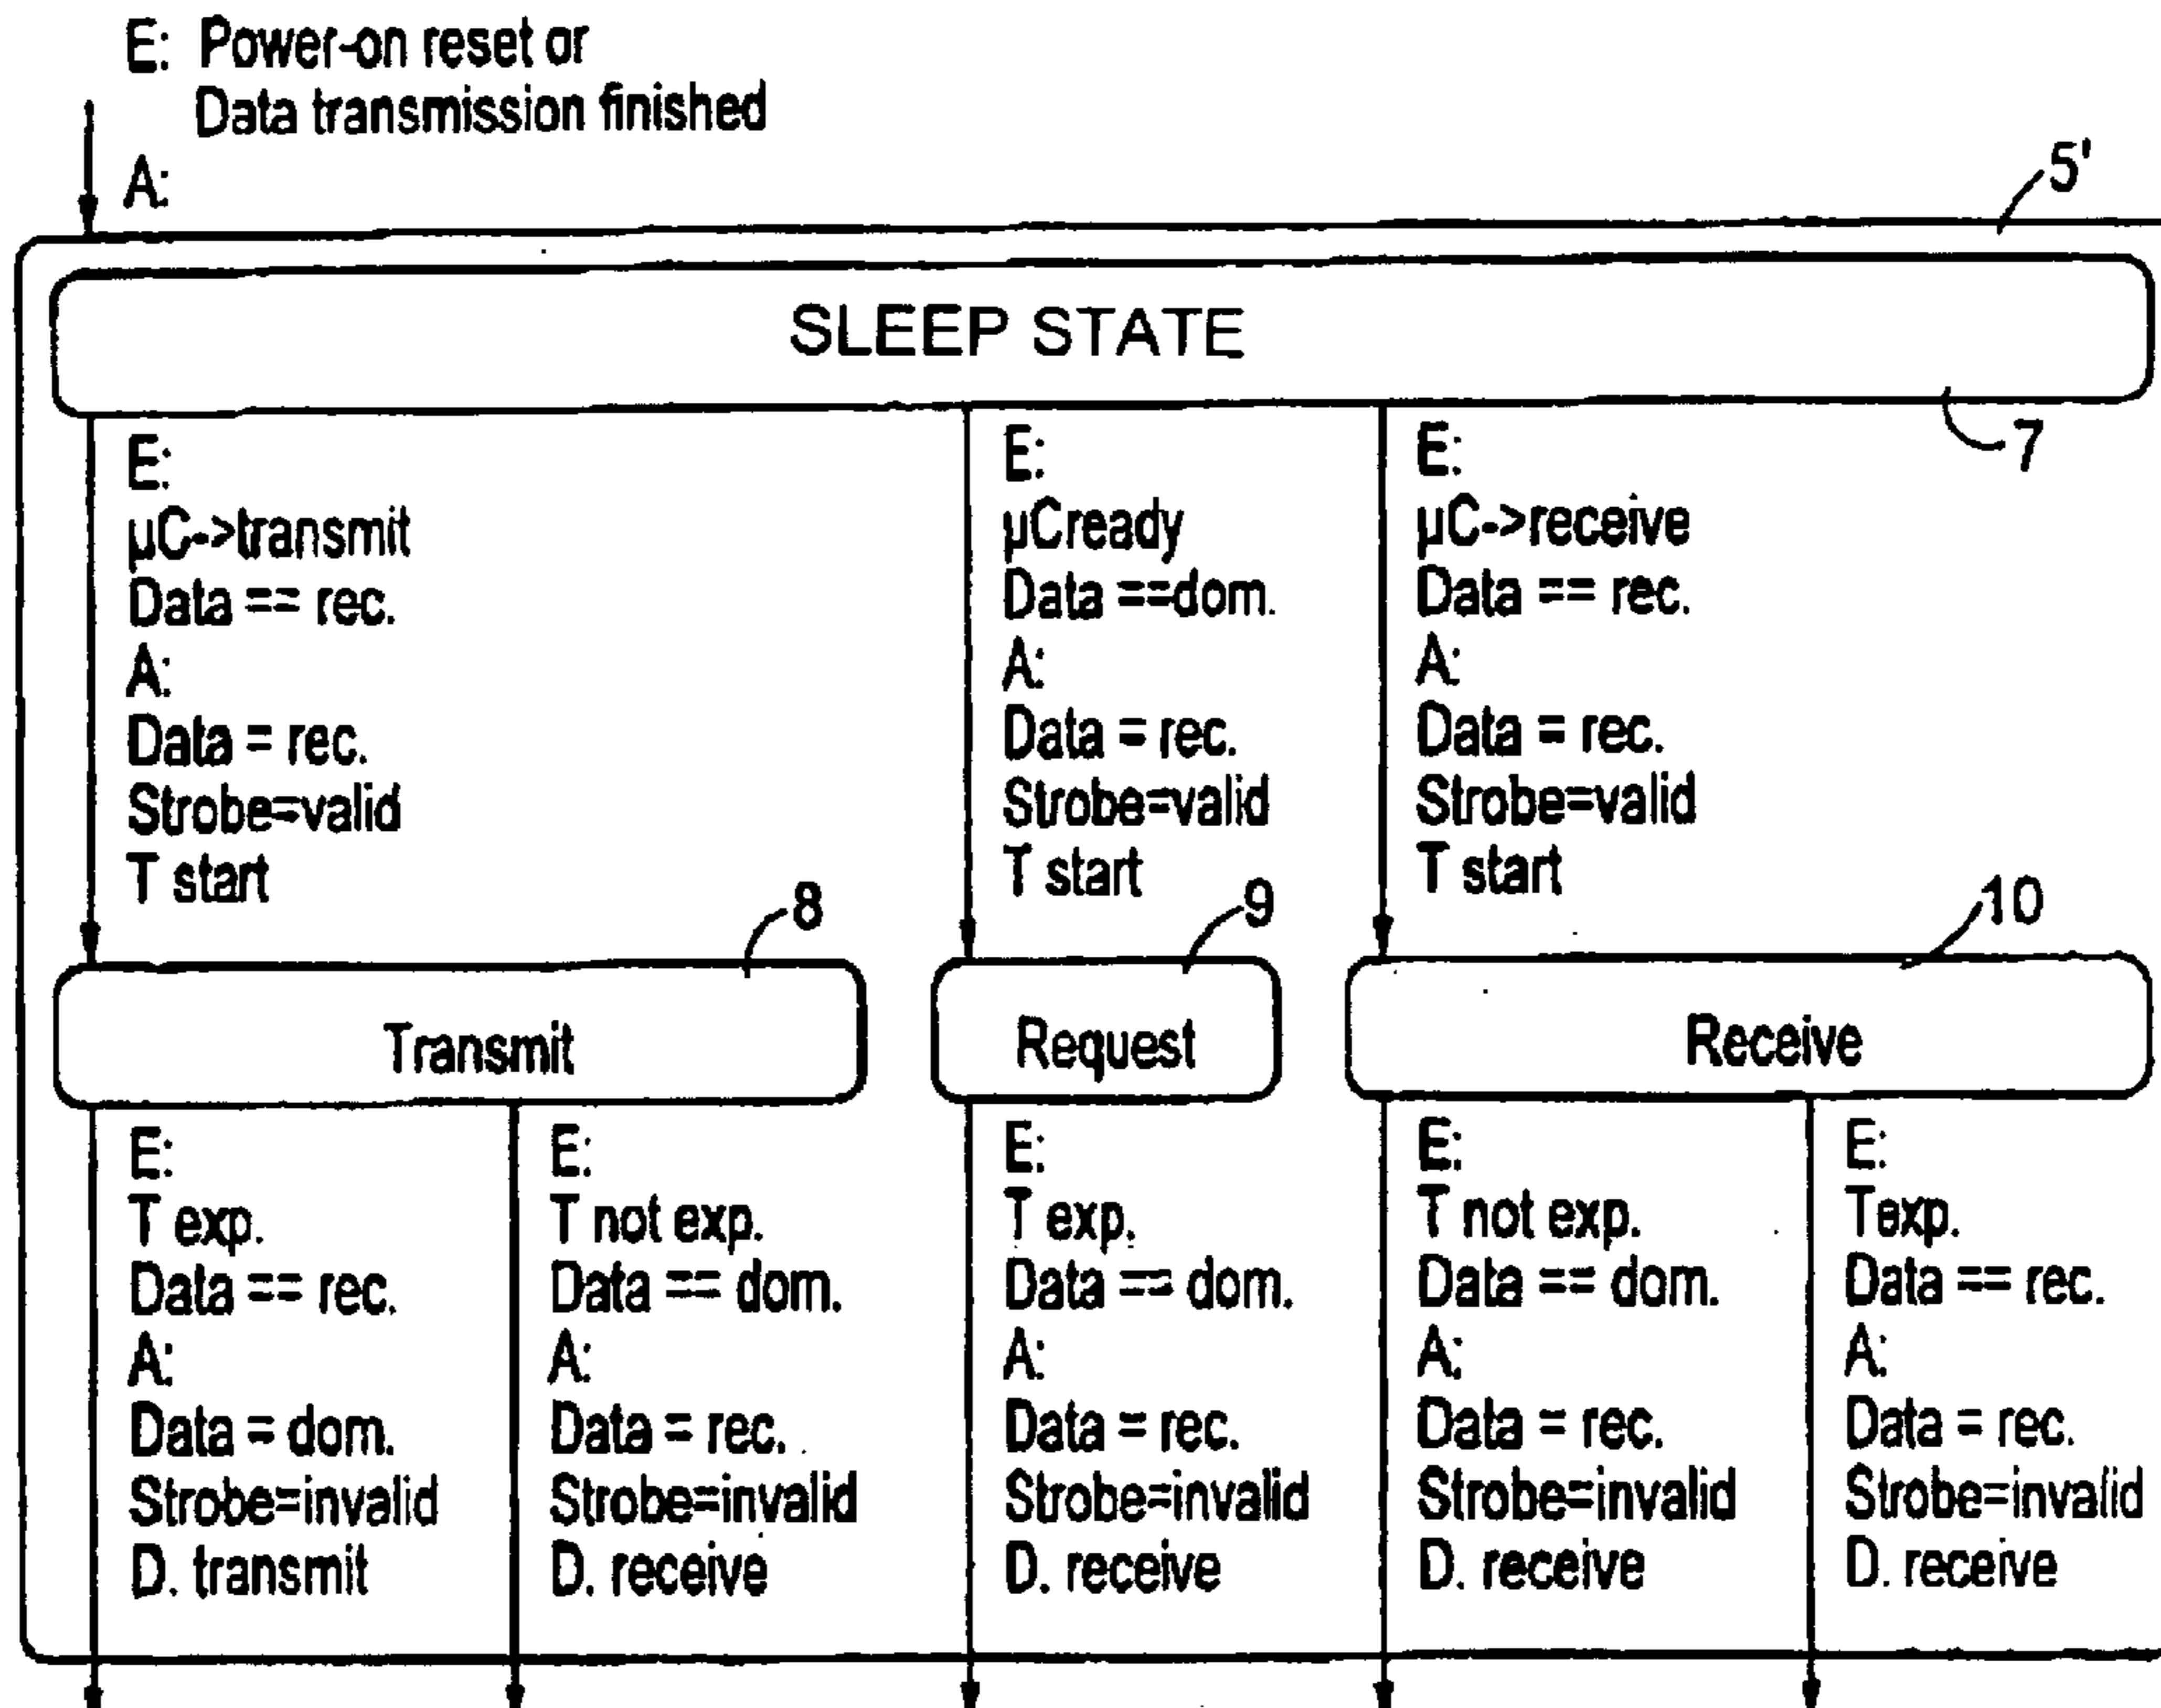 E: Power-on reset or
Data transmission finished
A:
5'
SLEEP STATE
7
E:
µC->transmit
Data == rec.
A:
Data = rec.
Strobe=valid
T start
E:
µCready
Data ==dom.
A:
Data = rec.
Strobe=valid
T start
E:
µC->receive
Data == rec.
A:
Data = rec.
Strobe=valid
T start
8
9
10
Transmit
Request
Receive
E:
T exp.
Data == rec.
A:
Data = dom.
Strobe=invalid
D. transmit
E:
T not exp.
Data == dom.
A:
Data = rec.
Strobe=invalid
D. receive
E:
T exp.
Data == dom.
A:
Data = rec.
Strobe=invalid
D. receive
E:
T not exp.
Data == dom.
A:
Data = rec.
Strobe=invalid
D. receive
E:
Texp.
Data == rec.
A:
Data = rec.
Strobe=invalid
D. receive